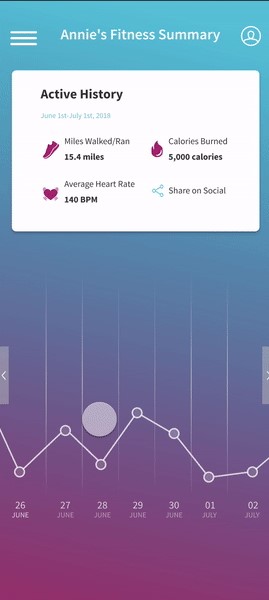 Annie's Fitness Summary
Active History
June 1st-July 1st, 2018
Miles Walked/Ran
15.4 miles
Calories Burned
5,000 calories
Average Heart Rate
140 BPM
Share on Social
26 27 28 29 30 01 02
JUNE JUNE JUNE JUNE JUNE JULY JULY